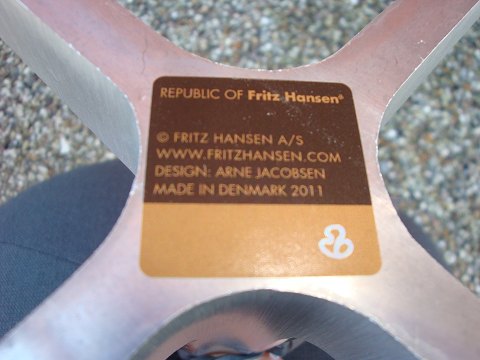 REPUBLIC OF Fritz Hansen®
© FRITZ HANSEN A/S
WWW.FRITZHANSEN.COM
DESIGN: ARNE JACOBSEN
MADE IN DENMARK 2011